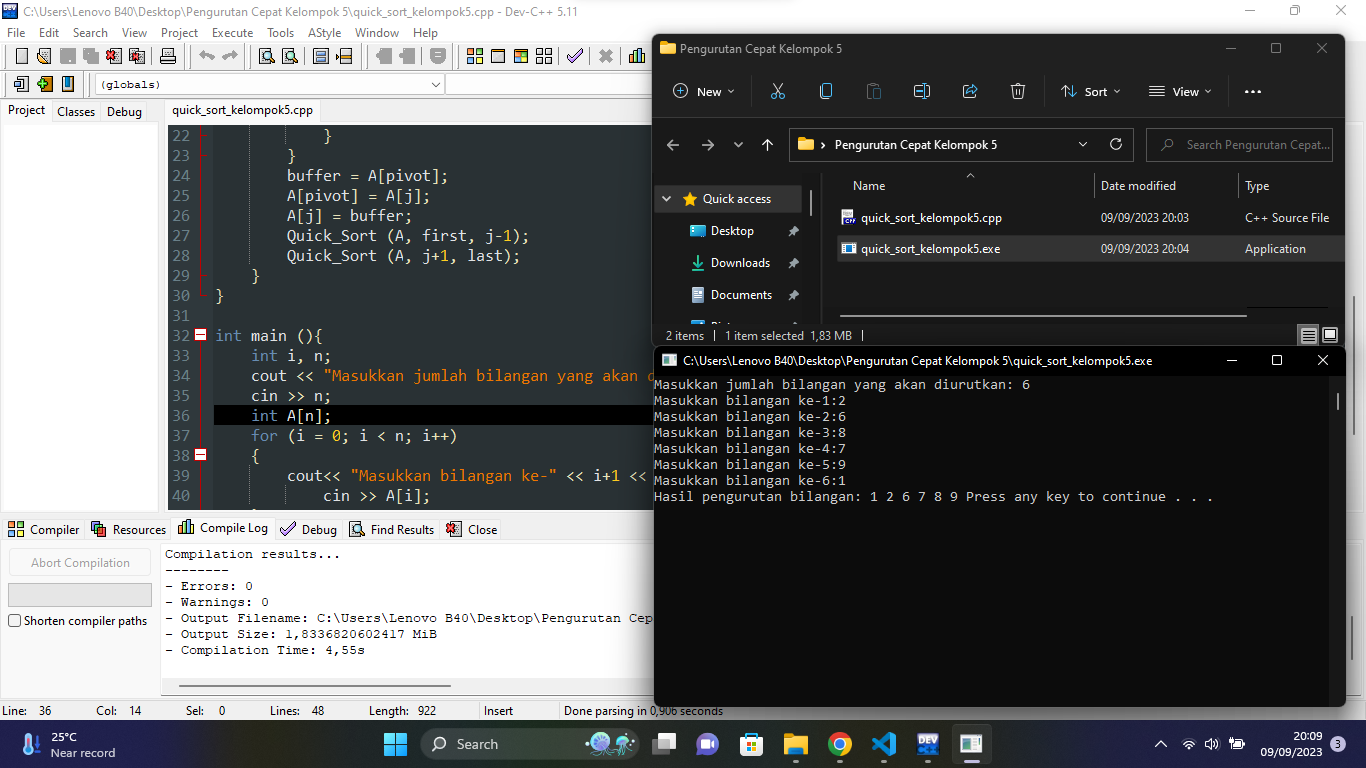 C:\Users\Lenovo B40\Desktop\Pengurutan Cepat Kelompok 5\quick_sort_kelompok5.cpp - Dev-C++ 5.11
File Edit Search View Project Execute Tools AStyle Window Help
(globals)
Project Classes Debug
quick_sort_kelompok5.cpp
22 }
23 }
24 buffer = A[pivot];
25 A[pivot] = A[j];
26 A[j] = buffer;
27 Quick_Sort (A, first, j-1);
28 Quick_Sort (A, j+1, last);
29 }
30 }
31
32 int main (){
33 int i, n;
34 cout << "Masukkan jumlah bilangan yang akan
35 cin >> n;
36 int A[n];
37 for (i = 0; i < n; i++)
38 {
39 cout<< "Masukkan bilangan ke-" << i+1 <<
40 cin >> A[i];
Compiler Resources Compile Log Debug Find Results Close
Abort Compilation
Shorten compiler paths
Compilation results...
--------
- Errors: 0
- Warnings: 0
- Output Filename: C:\Users\Lenovo B40\Desktop\Pengurutan Cep
- Output Size: 1,8336820602417 MiB
- Compilation Time: 4,55s
Line: 36 Col: 14 Sel: 0 Lines: 48 Length: 922 Insert Done parsing in 0,906 seconds
Pengurutan Cepat Kelompok 5
New Sort View
Pengurutan Cepat Kelompok 5
Search Pengurutan Cepat...
Quick access
Desktop
Downloads
Documents
Name Date modified Type
quick_sort_kelompok5.cpp 09/09/2023 20:03 C++ Source File
quick_sort_kelompok5.exe 09/09/2023 20:04 Application
2 items 1 item selected 1,83 MB
C:\Users\Lenovo B40\Desktop\Pengurutan Cepat Kelompok 5\quick_sort_kelompok5.exe
Masukkan jumlah bilangan yang akan diurutkan: 6
Masukkan bilangan ke-1:2
Masukkan bilangan ke-2:6
Masukkan bilangan ke-3:8
Masukkan bilangan ke-4:7
Masukkan bilangan ke-5:9
Masukkan bilangan ke-6:1
Hasil pengurutan bilangan: 1 2 6 7 8 9 Press any key to continue . . .
25°C
Near record
Search
DEV
20:09
09/09/2023
3